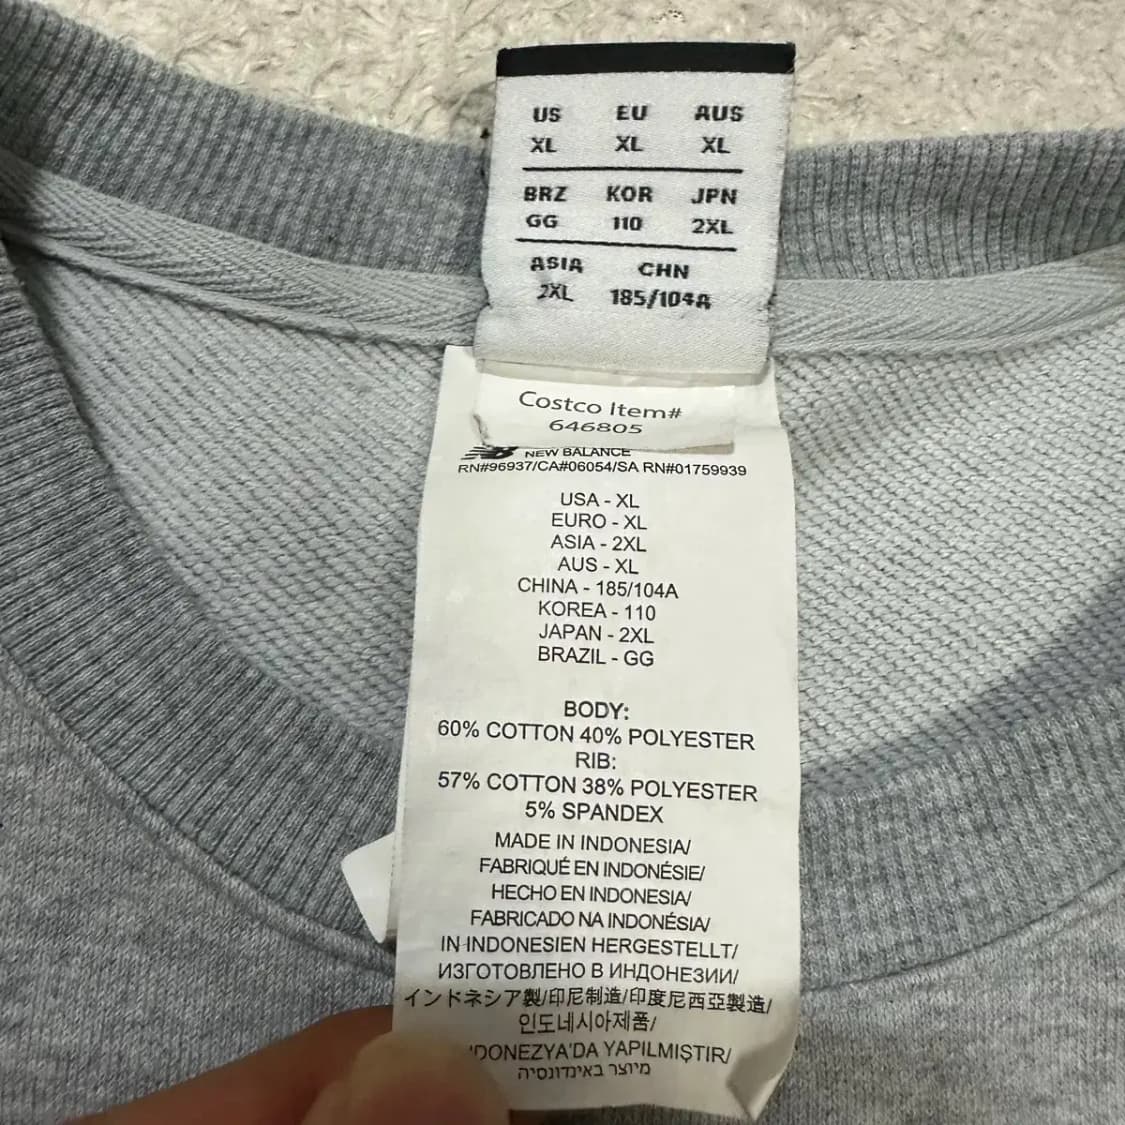 US EU AUS
XL XL XL
BRZ KOR JPN
GG 110 2XL
ASIA CHN
2XL 185/104A
Costco Item#
646805
NB NEW BALANCE
RN#96937/CA#06054/SA RN#01759939
USA - XL
EURO - XL
ASIA - 2XL
AUS - XL
CHINA - 185/104A
KOREA - 110
JAPAN - 2XL
BRAZIL - GG
BODY:
60% COTTON 40% POLYESTER
RIB:
57% COTTON 38% POLYESTER
5% SPANDEX
MADE IN INDONESIA/
FABRIQUÉ EN INDONÉSIE/
HECHO EN INDONESIA/
FABRICADO NA INDONÉSIA/
IN INDONESIEN HERGESTELLT/
ИЗГОТОВЛЕНО В ИНДОНЕЗИИ/
インドネシア製/印尼制造/印度尼西亞製造/
인도네시아제품/
'DONEZYA'DA YAPILMIŞTIR/
מיוצר באינדונסיה